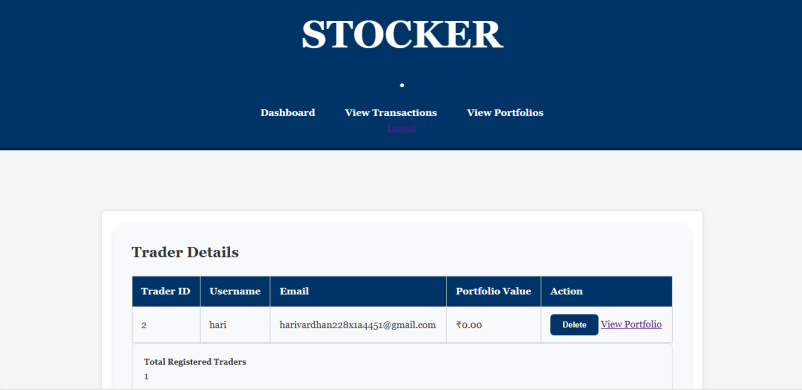 STOCKER
.
Dashboard View Transactions View Portfolios
Logout
Trader Details
Trader ID Username Email Portfolio Value Action
2 hari harivardhan228x1a4451@gmail.com ₹0.00 Delete View Portfolio
Total Registered Traders
1